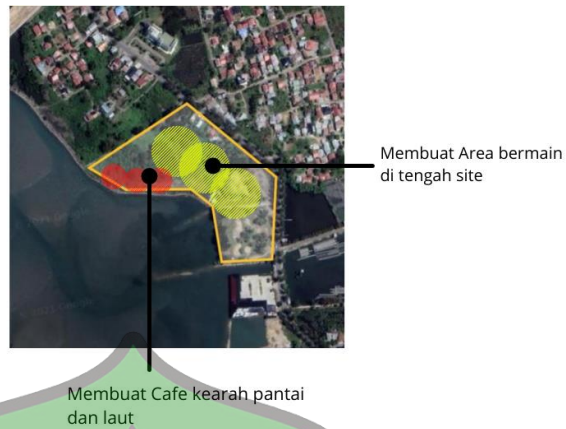 Membuat Area bermain
di tengah site
Membuat Cafe kearah pantai
dan laut